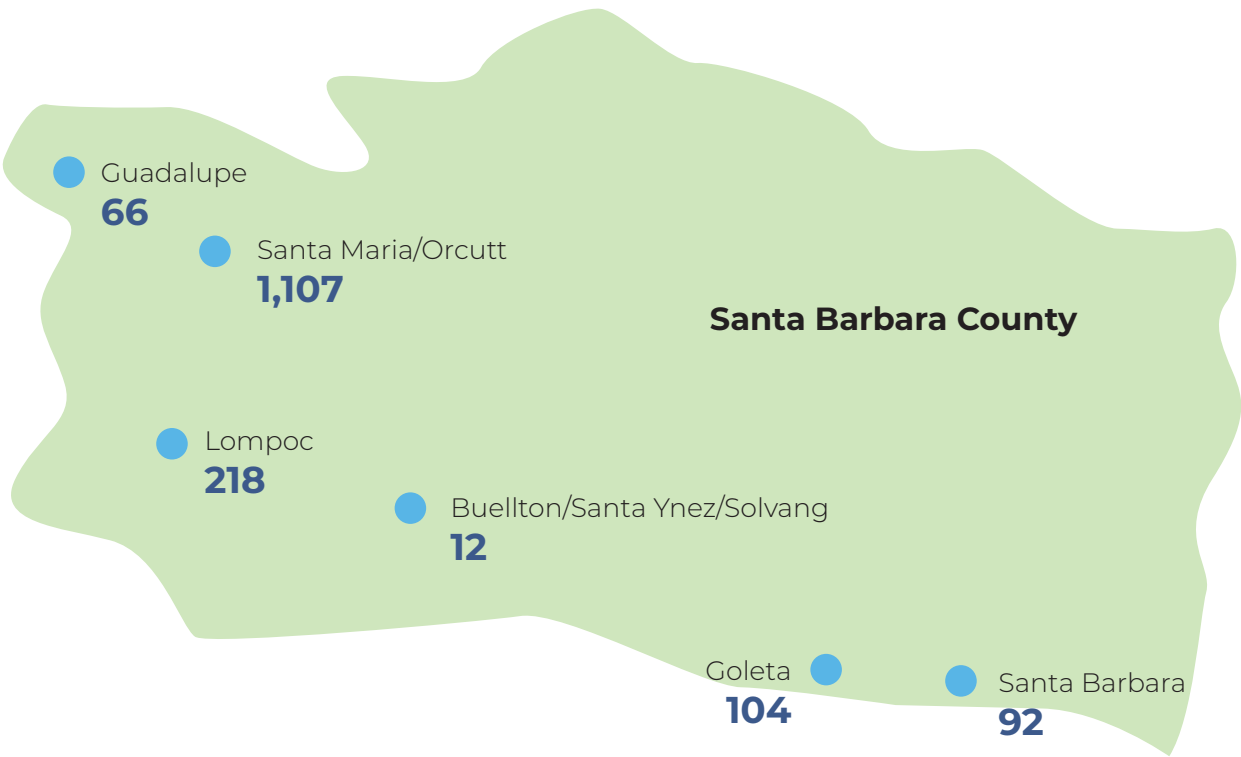 Guadalupe
66
Santa Maria/Orcutt
1,107
Santa Barbara County
Lompoc
218
Buellton/Santa Ynez/Solvang
12
Goleta
104
Santa Barbara
92